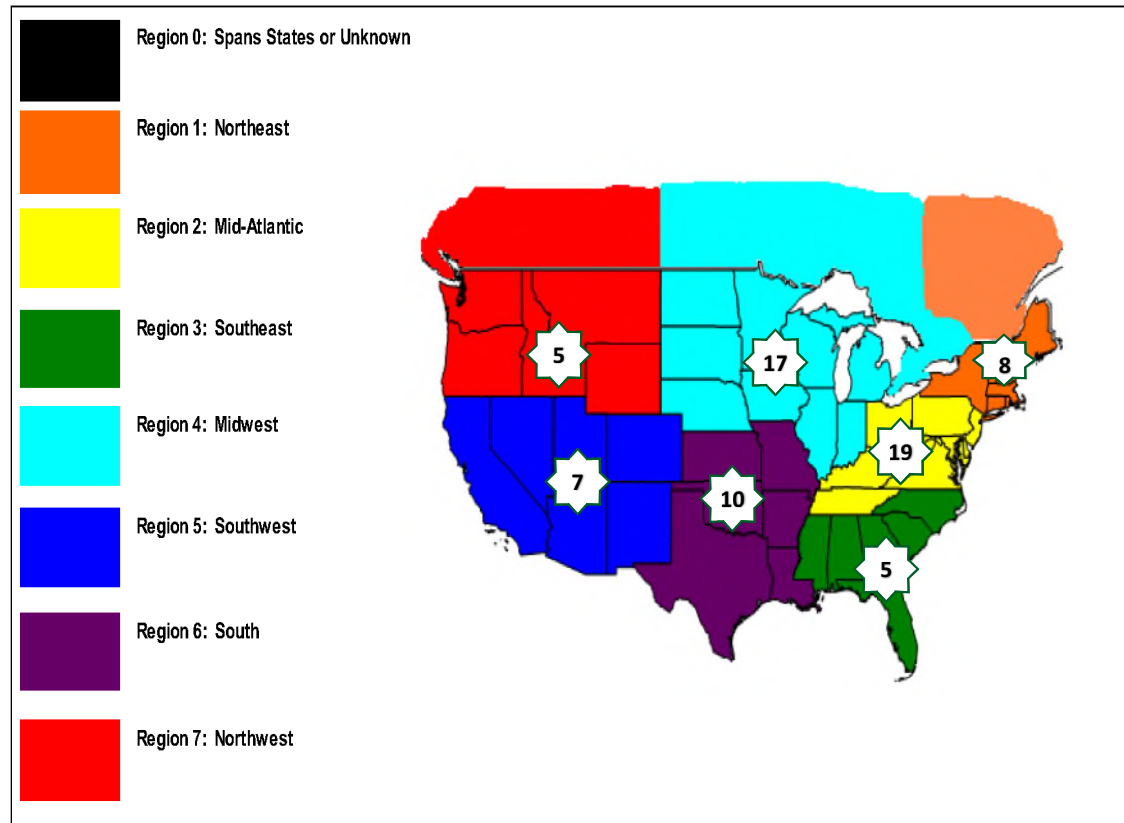 Region 0: Spans States or Unknown
Region 1: Northeast
Region 2: Mid-Atlantic
Region 3: Southeast
Region 4: Midwest
Region 5: Southwest
Region 6: South
Region 7: Northwest
5
17
8
19
7
10
5